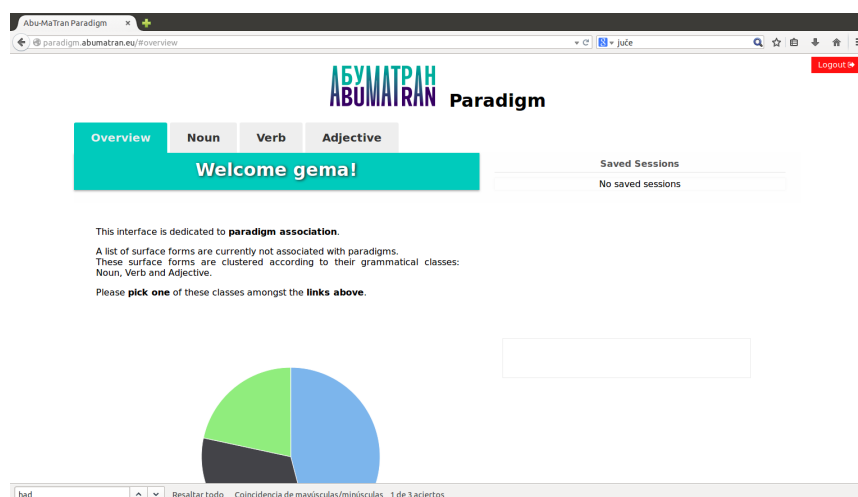 Abu-MaTran Paradigm
paradigm.abumatran.eu/#overview
juče
Logout
АБУМАТРАН
ABUMATRAN
Paradigm
Overview Noun Verb Adjective
Welcome gema!
Saved Sessions
No saved sessions
This interface is dedicated to paradigm association.
A list of surface forms are currently not associated with paradigms.
These surface forms are clustered according to their grammatical classes:
Noun, Verb and Adjective.
Please pick one of these classes amongst the links above.
had Resaltar todo Coincidencia de mayúsculas/minúsculas 1 de 3 aciertos